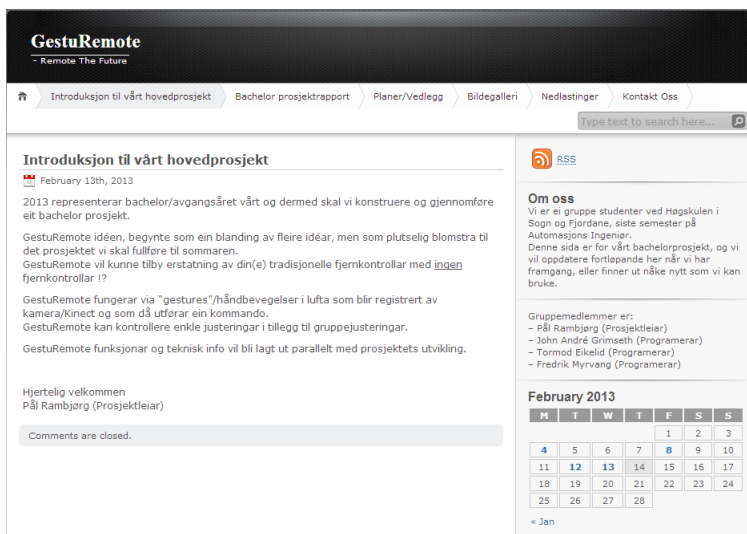 GestuRemote
- Remote The Future
Introduksjon til vårt hovedprosjekt
Bachelor prosjektrapport
Planer/Vedlegg
Bildegalleri
Nedlastinger
Kontakt Oss
Type text to search here...
Introduksjon til vårt hovedprosjekt
February 13th, 2013
2013 representerar bachelor/avgangsåret vårt og dermed skal vi konstruere og gjennomføre
eit bachelor prosjekt.
GestuRemote idéen, begynte som ein blanding av fleire idéar, men som plutselig blomstra til
det prosjektet vi skal fullføre til sommaren.
GestuRemote vil kunne tilby erstatning av din(e) tradisjonelle fjernkontrollar med ingen
fjernkontrollar !?
GestuRemote fungerar via "gestures"/håndbevegelser i lufta som blir registrert av
kamera/Kinect og som då utførar ein kommando.
GestuRemote kan kontrollere enkle justeringar i tillegg til gruppejusteringar.
GestuRemote funksjonar og teknisk info vil bli lagt ut parallelt med prosjektets utvikling.
Hjertelig velkommen
Pål Rambjørg (Prosjektleiar)
Comments are closed.
RSS
Om oss
Vi er ei gruppe studenter ved Høgskulen i
Sogn og Fjordane, siste semester på
Automasjons Ingeniør.
Denne sida er for vårt bachelorprosjekt, og vi
vil oppdatere fortløpande her når vi har
framgang, eller finner ut nåke nytt som vi kan
bruke.
Gruppemedlemmer er:
– Pål Rambjørg (Prosjektleiar)
– John André Grimseth (Programerar)
– Tormod Eikelid (Programerar)
– Fredrik Myrvang (Programerar)
February 2013
M T W T F S S
1 2 3
4 5 6 7 8 9 10
11 12 13 14 15 16 17
18 19 20 21 22 23 24
25 26 27 28
« Jan